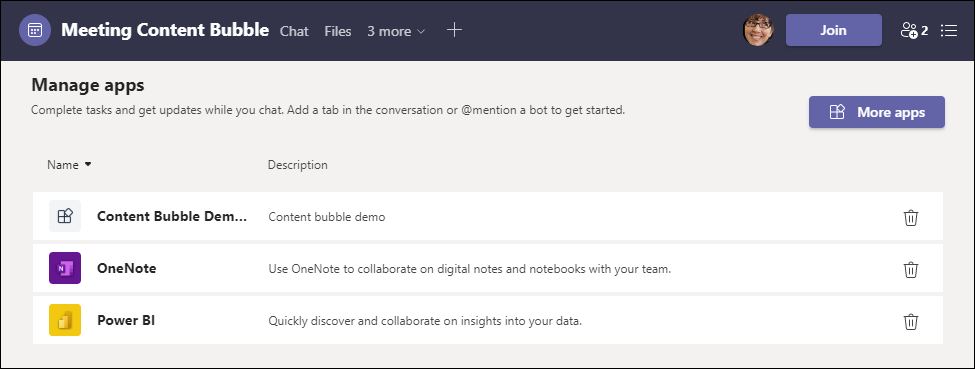 Meeting Content Bubble Chat Files 3 more Join 2
Manage apps
Complete tasks and get updates while you chat. Add a tab in the conversation or @mention a bot to get started.
More apps
Name Description
Content Bubble Dem... Content bubble demo
N OneNote Use OneNote to collaborate on digital notes and notebooks with your team.
Power BI Quickly discover and collaborate on insights into your data.